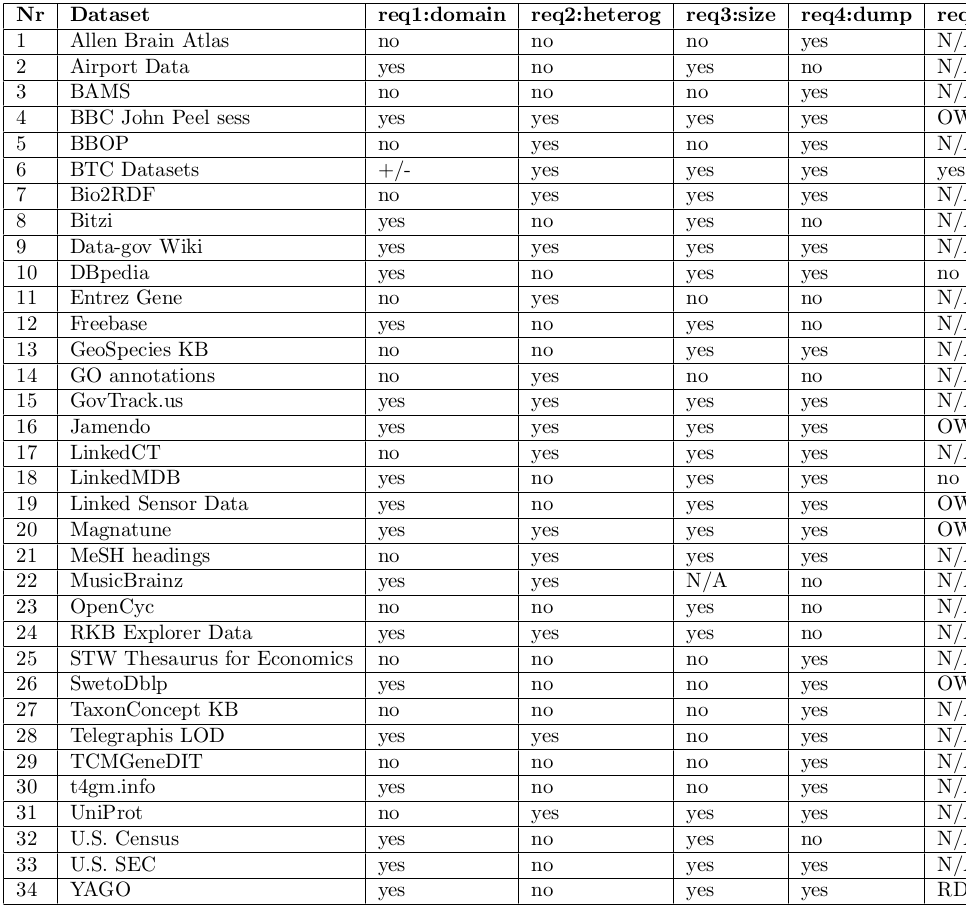 Nr Dataset req1:domain req2:heterog req3:size req4:dump req
1 Allen Brain Atlas no no no yes N/
2 Airport Data yes no yes no N/
3 BAMS no no no yes N/
4 BBC John Peel sess yes yes yes yes OW
5 BBOP no yes no yes N/
6 BTC Datasets +/- yes yes yes yes
7 Bio2RDF no yes yes yes N/
8 Bitzi yes no yes no N/
9 Data-gov Wiki yes yes yes yes N/
10 DBpedia yes no yes yes no
11 Entrez Gene no yes no no N/
12 Freebase yes no yes no N/
13 GeoSpecies KB no no yes yes N/
14 GO annotations no yes no no N/
15 GovTrack.us yes yes yes yes N/
16 Jamendo yes yes yes yes OW
17 LinkedCT no yes yes yes N/
18 LinkedMDB yes no yes yes no
19 Linked Sensor Data yes no yes yes OW
20 Magnatune yes yes yes yes OW
21 MeSH headings no yes yes yes N/
22 MusicBrainz yes yes N/A no N/
23 OpenCyc no no yes no N/
24 RKB Explorer Data yes yes yes no N/
25 STW Thesaurus for Economics no no no yes N/
26 SwetoDblp yes no no yes OW
27 TaxonConcept KB no no no yes N/
28 Telegraphis LOD yes yes no yes N/
29 TCMGeneDIT no no no yes N/
30 t4gm.info yes no no yes N/
31 UniProt no yes yes yes N/
32 U.S. Census yes no yes no N/
33 U.S. SEC yes no yes yes N/
34 YAGO yes no yes yes RD